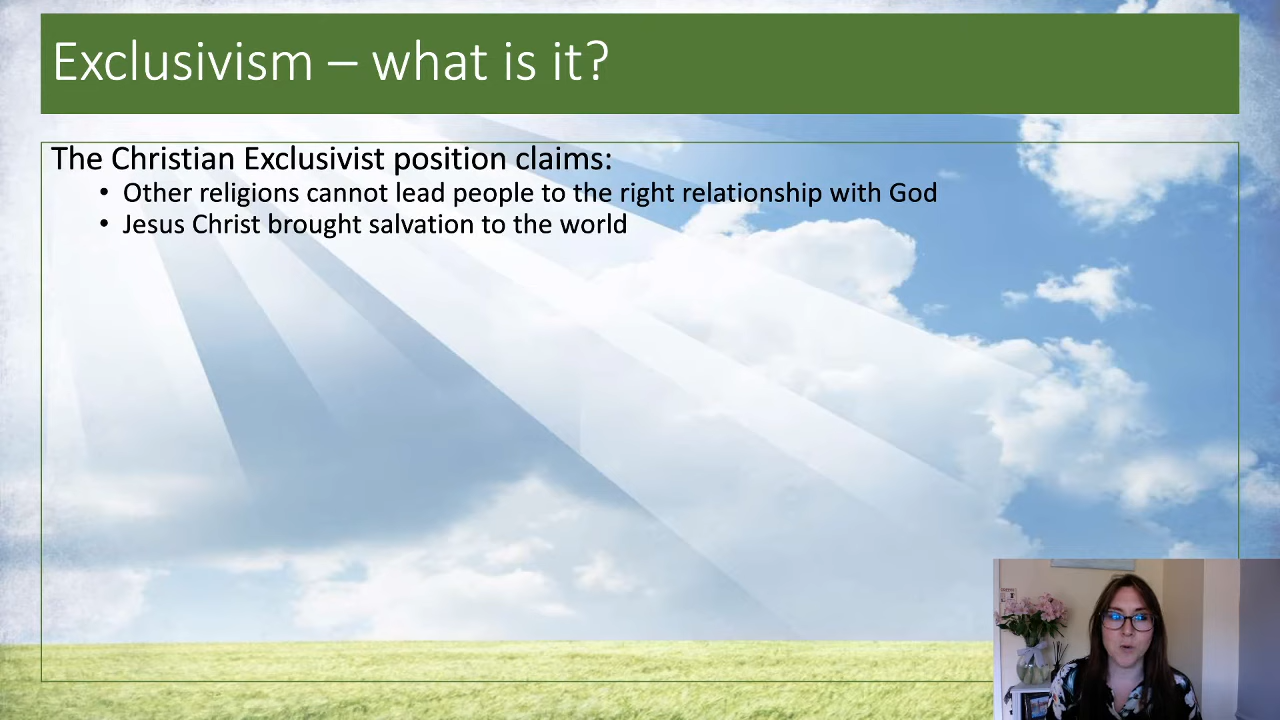 Exclusivism – what is it?
The Christian Exclusivist position claims:
• Other religions cannot lead people to the right relationship with God
• Jesus Christ brought salvation to the world